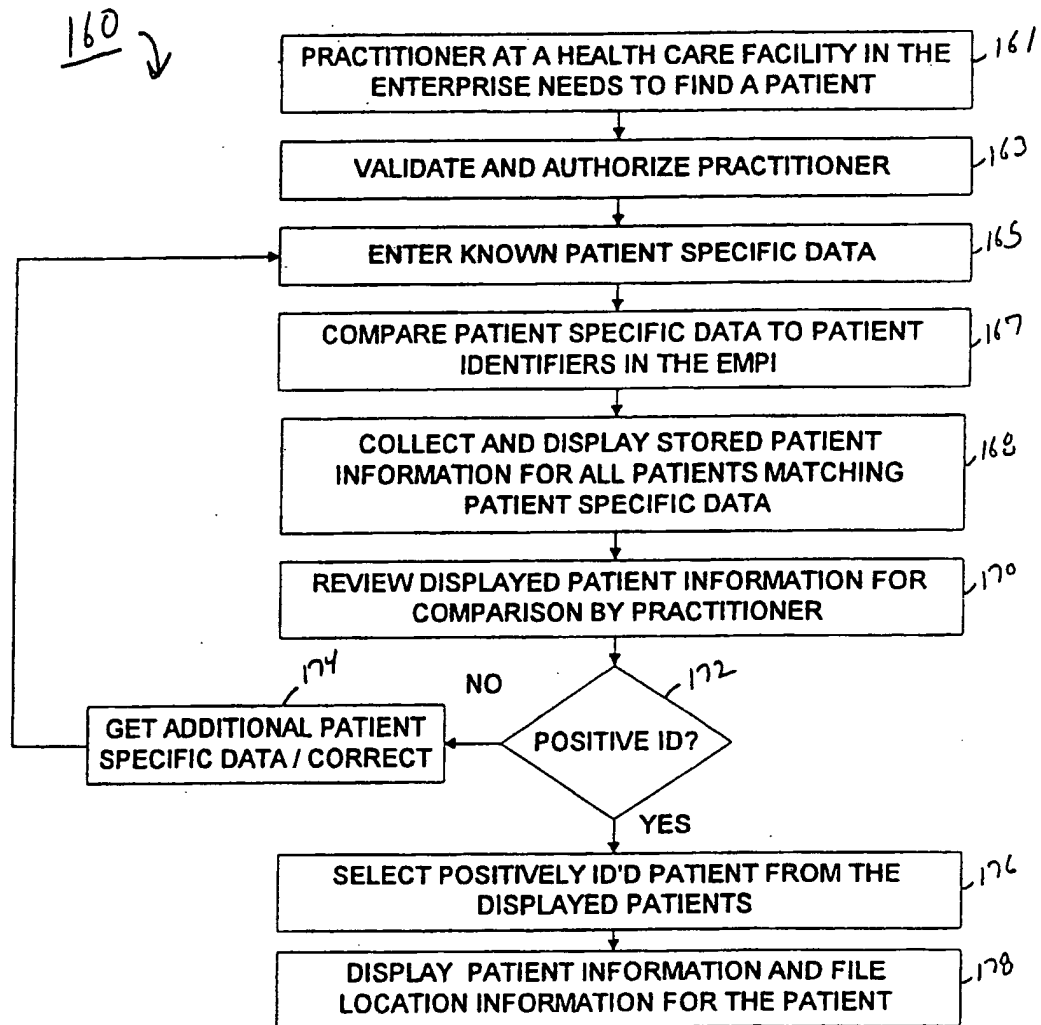 160
PRACTITIONER AT A HEALTH CARE FACILITY IN THE
ENTERPRISE NEEDS TO FIND A PATIENT
161
VALIDATE AND AUTHORIZE PRACTITIONER
163
ENTER KNOWN PATIENT SPECIFIC DATA
165
COMPARE PATIENT SPECIFIC DATA TO PATIENT
IDENTIFIERS IN THE EMPI
167
COLLECT AND DISPLAY STORED PATIENT
INFORMATION FOR ALL PATIENTS MATCHING
PATIENT SPECIFIC DATA
168
REVIEW DISPLAYED PATIENT INFORMATION FOR
COMPARISON BY PRACTITIONER
170
174
NO
172
GET ADDITIONAL PATIENT
SPECIFIC DATA / CORRECT
POSITIVE ID?
YES
SELECT POSITIVELY ID'D PATIENT FROM THE
DISPLAYED PATIENTS
176
DISPLAY PATIENT INFORMATION AND FILE
LOCATION INFORMATION FOR THE PATIENT
178